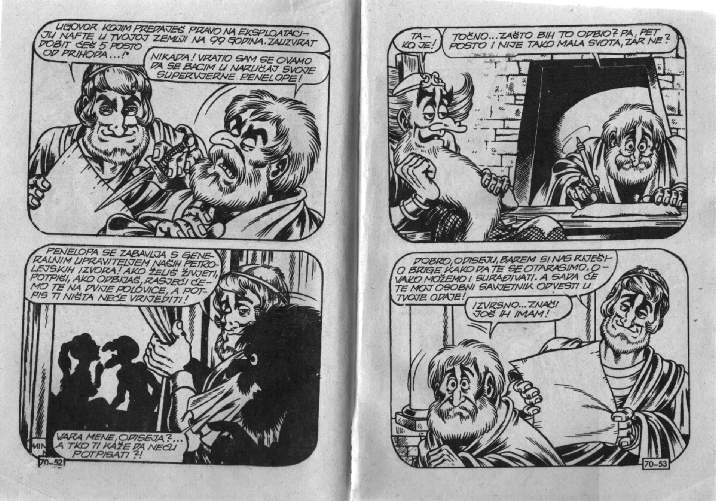 UGOVOR KOJIM PREDAJEŠ PRAVO NA EKSPLOATACI-
JU NAFTE U TVOJOJ ZEMLJI NA 99 GODINA. ZAUZVRAT
DOBIT ĆEŠ 5 POSTO
OD PRIHODA...!"
NIKADA! VRATIO SAM SE OVAMO
DA SE BACIM U NARUČAJ SVOJE
SUPERVJERNE PENELOPE!
PENELOPA SE ZABAVLJA S GENE-
RALNIM UPRAVITELJEM NAŠIH PETRO-
LEJSKIH IZVORA! AKO ŽELIŠ ŽIVJETI,
POTPIŠI, AKO ODBIJAŠ, RASJEĆI ĆE-
MO TE NA DVIJE POLOVICE, A POT-
PIS TI NIŠTA NEĆE VRIJEDITI!
VARA MENE, ODISEJA?...
A TKO TI KAŽE DA NEĆU
POTPISATI?!
70-52
TA-
KO JE!
TOČNO...ZAŠTO BIH TO ODBIO? PA, PET
POSTO I NIJE TAKO MALA SVOTA, ZAR NE?
DOBRO, ODISEJU, BAREM SI NAS RIJEŠI-
O BRIGE KAKO DA TE SE OTARASIMO. O-
VAKO MOŽEMO I SURAĐIVATI. A SADA ĆE
TE MOJ OSOBNI SAVJETNIK ODVESTI U
TVOJE ODAJE!
IZVRSNO...ZNAČI
JOŠ IH IMAM!
70-53